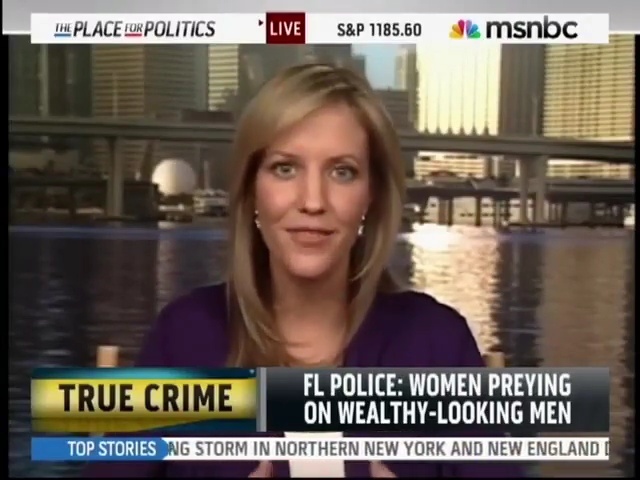 THE PLACE FOR POLITICS
LIVE
S&P 1185.60
msnbc
TRUE CRIME
FL POLICE: WOMEN PREYING
ON WEALTHY-LOOKING MEN
TOP STORIES
NG STORM IN NORTHERN NEW YORK AND NEW ENGLAND